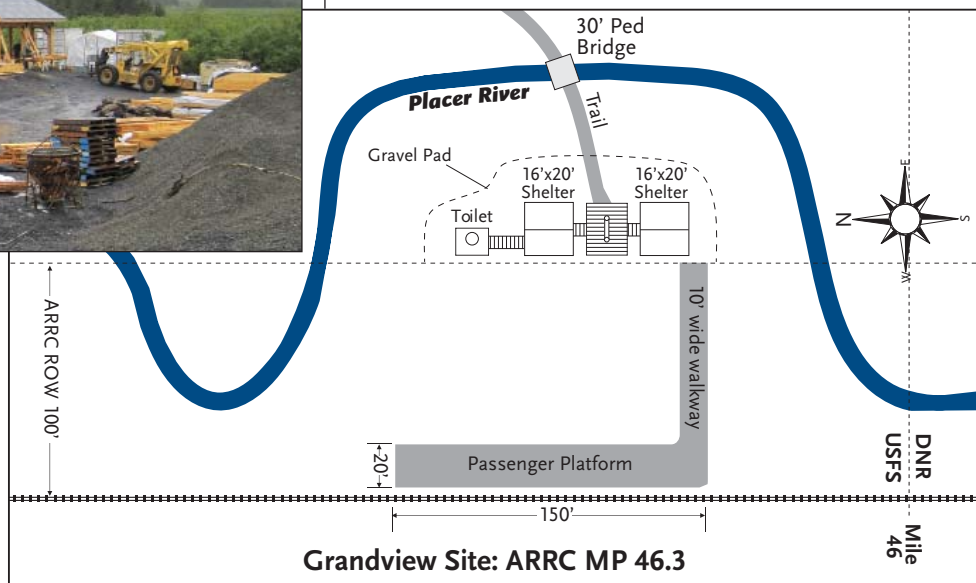 30' Ped
Bridge
Placer River
Trail
Gravel Pad
16'x20'
Shelter
16'x20'
Shelter
Toilet
E
N
S
W
ARRC ROW 100'
10' wide walkway
20'
Passenger Platform
DNR
USFS
150'
Mile
46
Grandview Site: ARRC MP 46.3